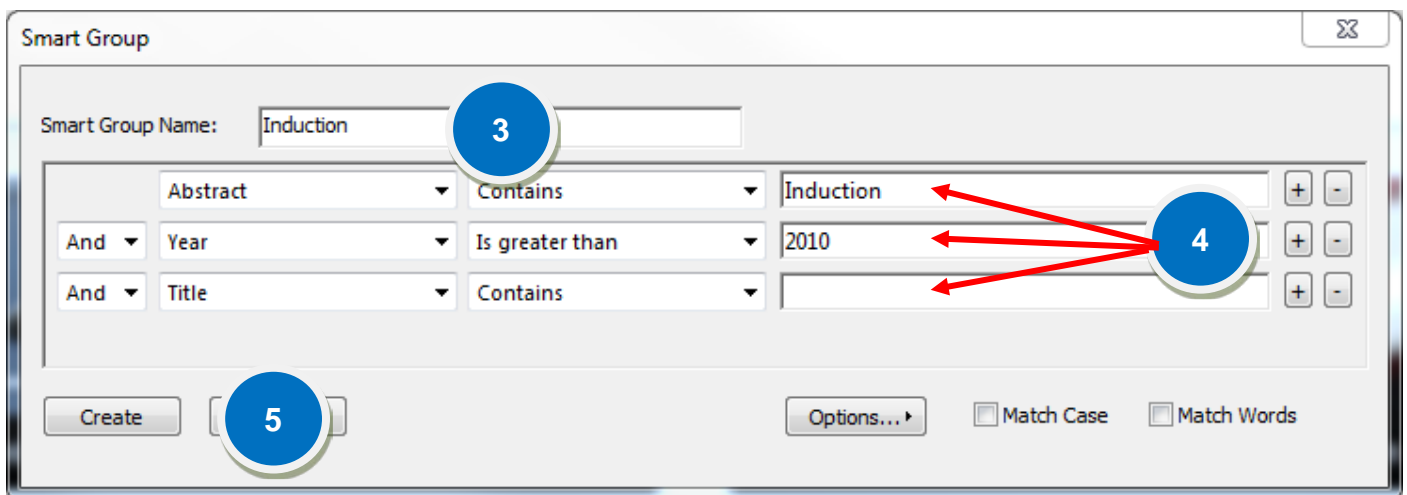 Smart Group
Smart Group Name: Induction 3
Abstract Contains Induction + -
And Year Is greater than 2010 4 + -
And Title Contains + -
Create 5 Options... Match Case Match Words